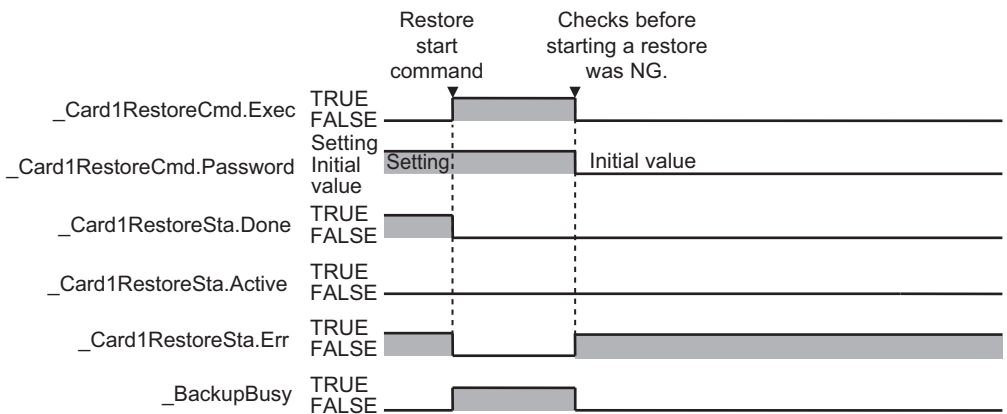 Restore
start
command
Checks before
starting a restore
was NG.
_Card1RestoreCmd.Exec
TRUE
FALSE
_Card1RestoreCmd.Password
Setting
Initial
value
Setting
Initial value
_Card1RestoreSta.Done
TRUE
FALSE
_Card1RestoreSta.Active
TRUE
FALSE
_Card1RestoreSta.Err
TRUE
FALSE
_BackupBusy
TRUE
FALSE